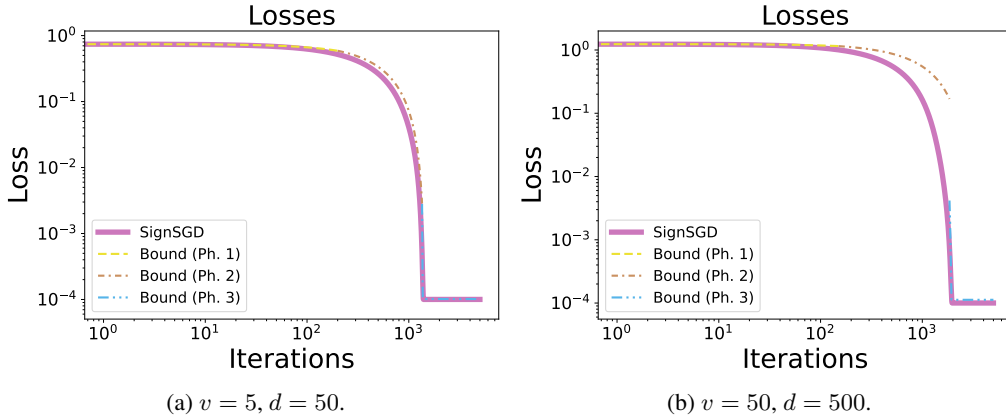 Losses
10^0
10^-1
10^-2
10^-3
10^-4
Loss
SignSGD
Bound (Ph. 1)
Bound (Ph. 2)
Bound (Ph. 3)
10^0 10^1 10^2 10^3
Iterations
(a) v = 5, d = 50.
Losses
10^0
10^-1
10^-2
10^-3
10^-4
Loss
SignSGD
Bound (Ph. 1)
Bound (Ph. 2)
Bound (Ph. 3)
10^0 10^1 10^2 10^3
Iterations
(b) v = 50, d = 500.